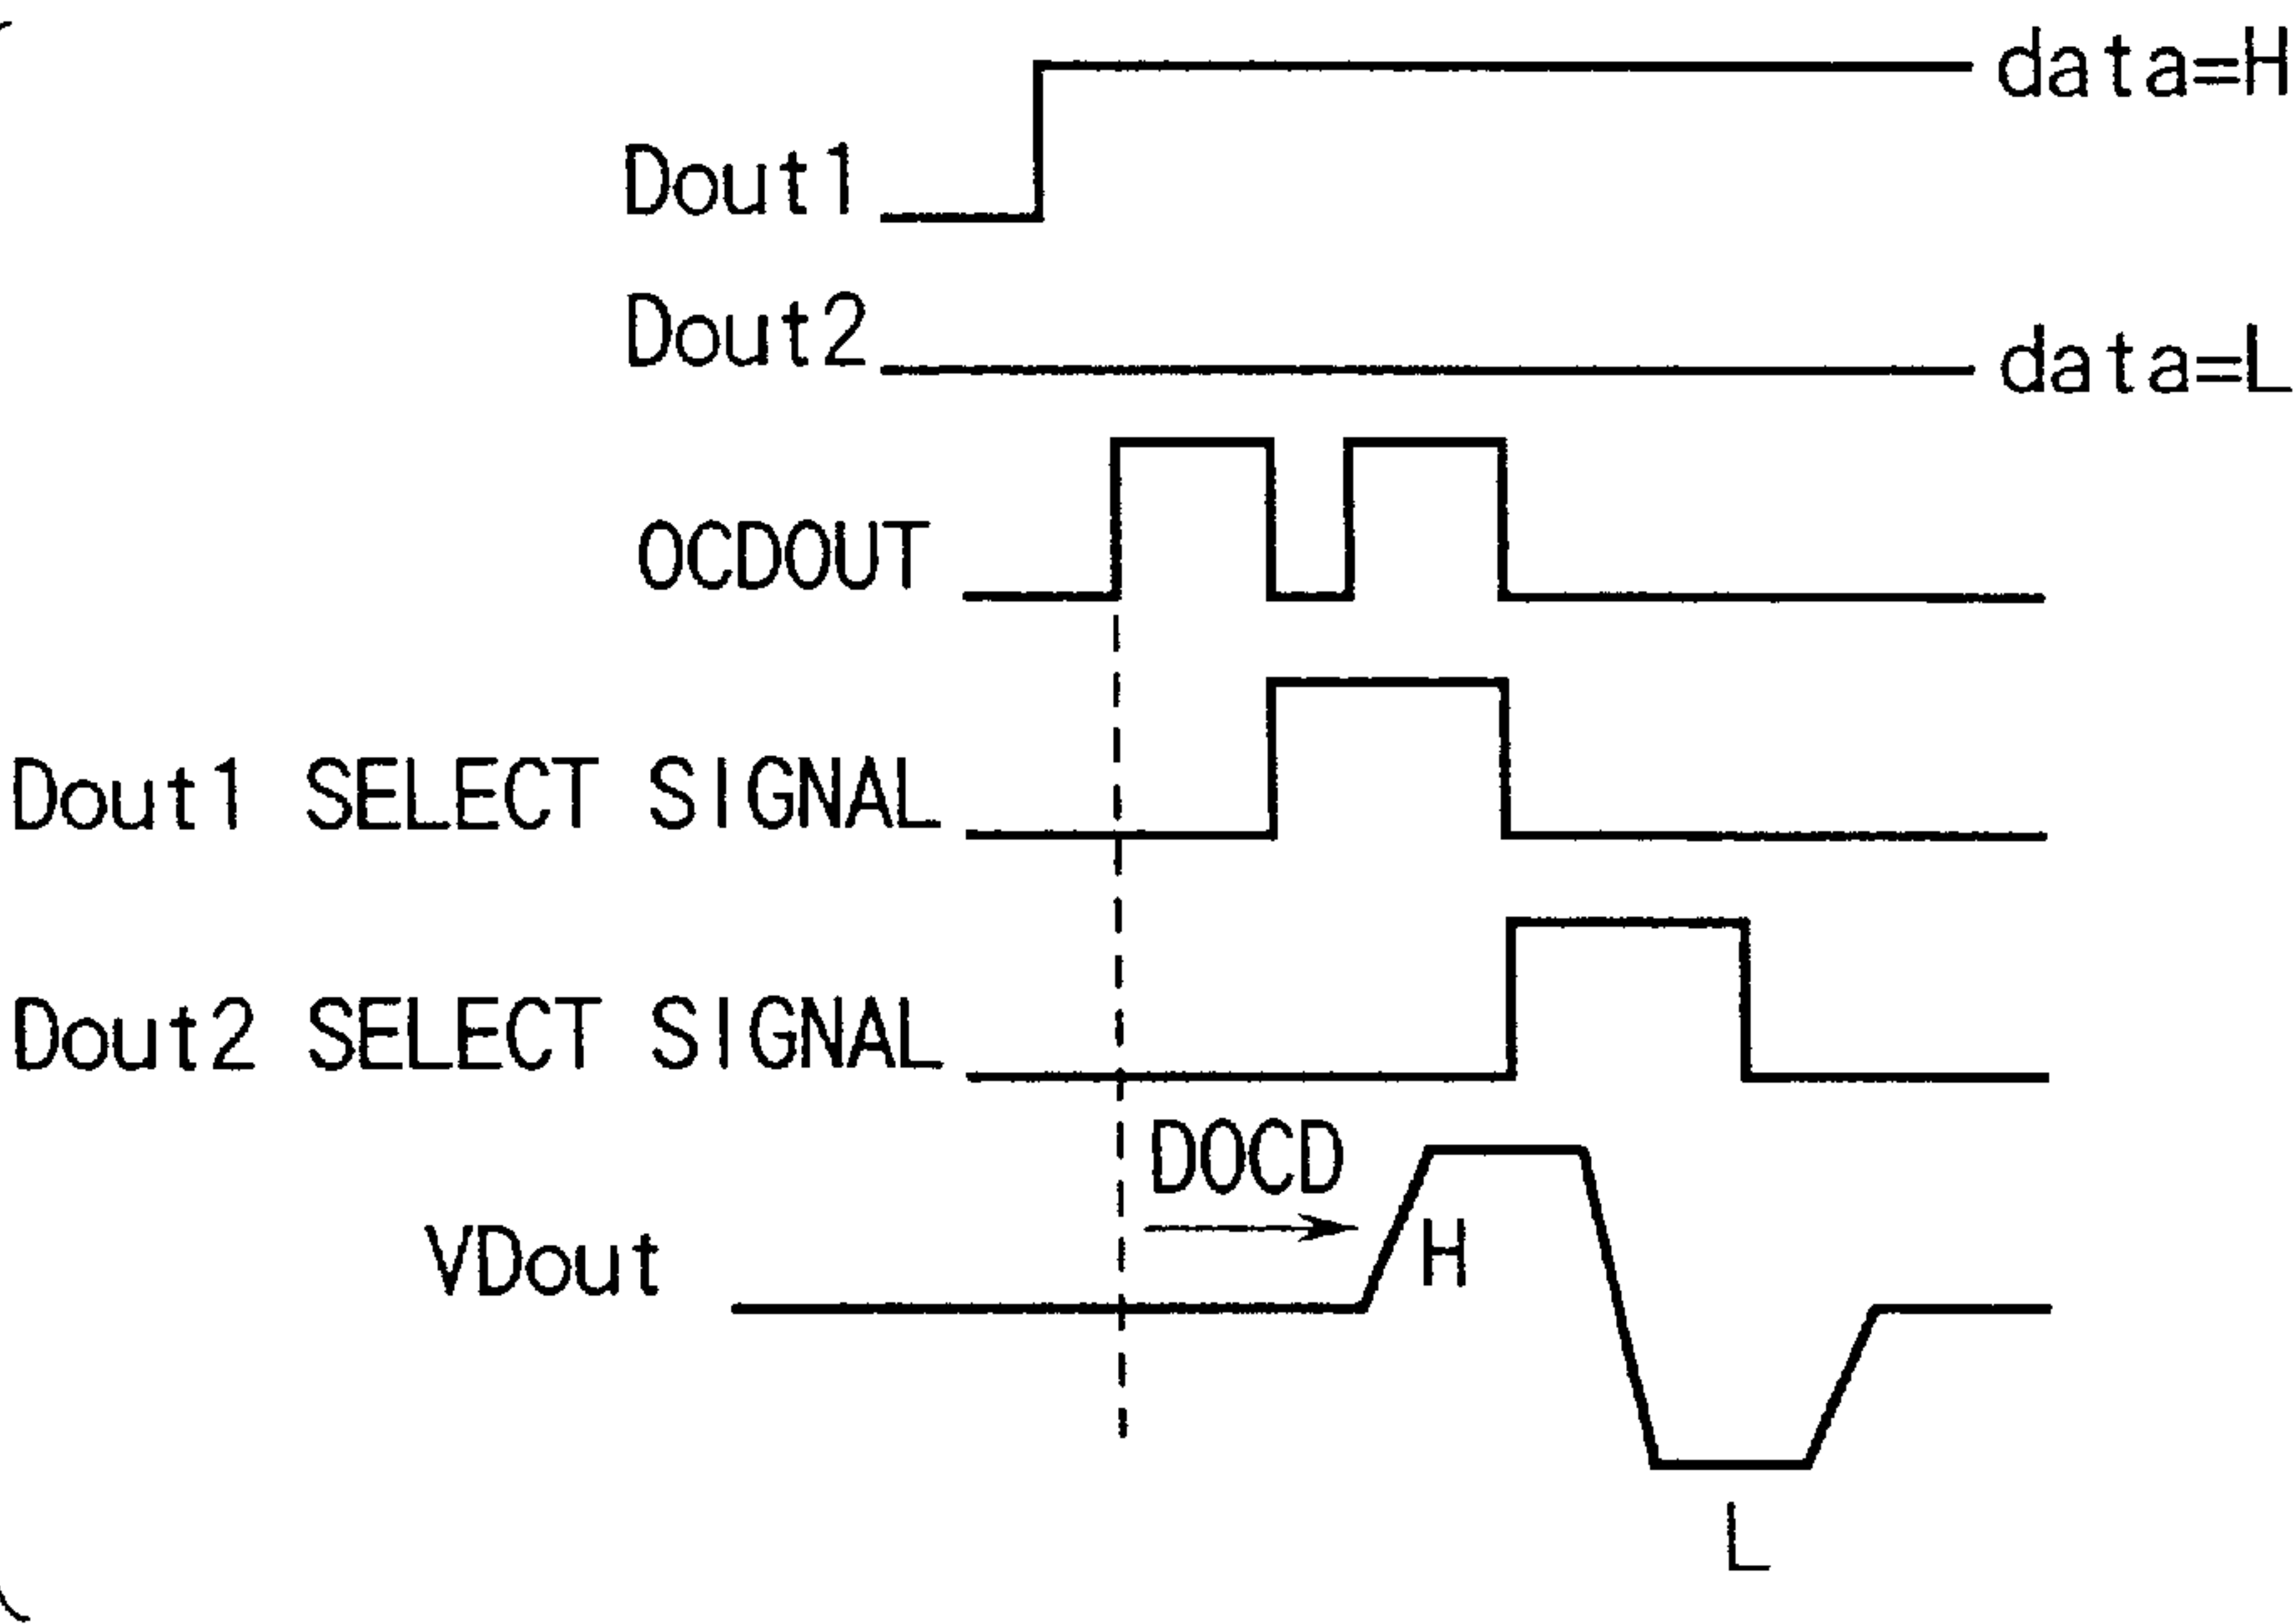 data=H
Dout1
Dout2
data=L
OCDOUT
Dout1 SELECT SIGNAL
Dout2 SELECT SIGNAL
DOCD
VDout
H
L